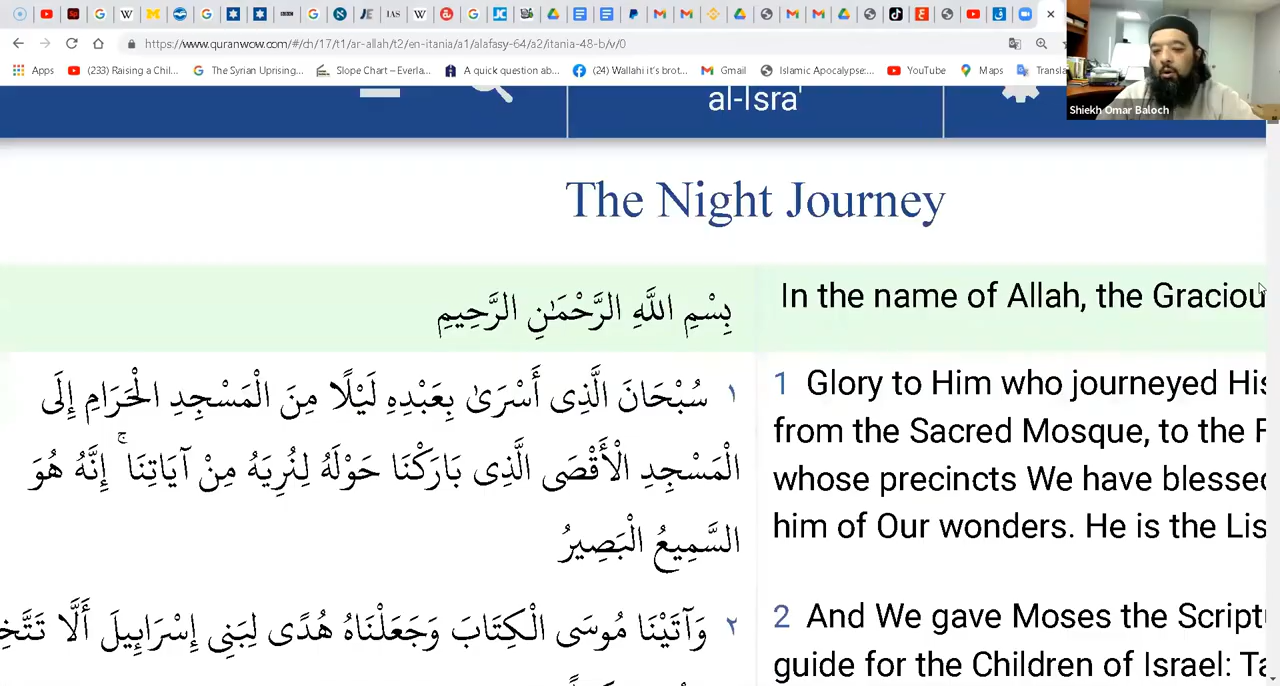 https://www.quranwow.com/#/ch/17/t1/ar-allah/t2/en-itania/a1/alafasy-64/a2/itania-48-b/v/0
Apps (233) Raising a Chil... The Syrian Uprising... Slope Chart – Everla... A quick question ab... (24) Wallahi it's brot... Gmail Islamic Apocalypse:... YouTube Maps Transla
Shiekh Omar Baloch
al-Isra'
The Night Journey
بِسْمِ اللَّهِ الرَّحْمَٰنِ الرَّحِيمِ
In the name of Allah, the Graciou
١ سُبْحَانَ الَّذِي أَسْرَىٰ بِعَبْدِهِ لَيْلًا مِنَ الْمَسْجِدِ الْحَرَامِ إِلَى
الْمَسْجِدِ الْأَقْصَى الَّذِي بَارَكْنَا حَوْلَهُ لِنُرِيَهُ مِنْ آيَاتِنَا ۚ إِنَّهُ هُوَ
السَّمِيعُ الْبَصِيرُ
1 Glory to Him who journeyed His
from the Sacred Mosque, to the F
whose precincts We have blessed
him of Our wonders. He is the Lis
٢ وَآتَيْنَا مُوسَى الْكِتَابَ وَجَعَلْنَاهُ هُدًى لِبَنِي إِسْرَائِيلَ أَلَّا تَتَّخِ
2 And We gave Moses the Script
guide for the Children of Israel: Ta